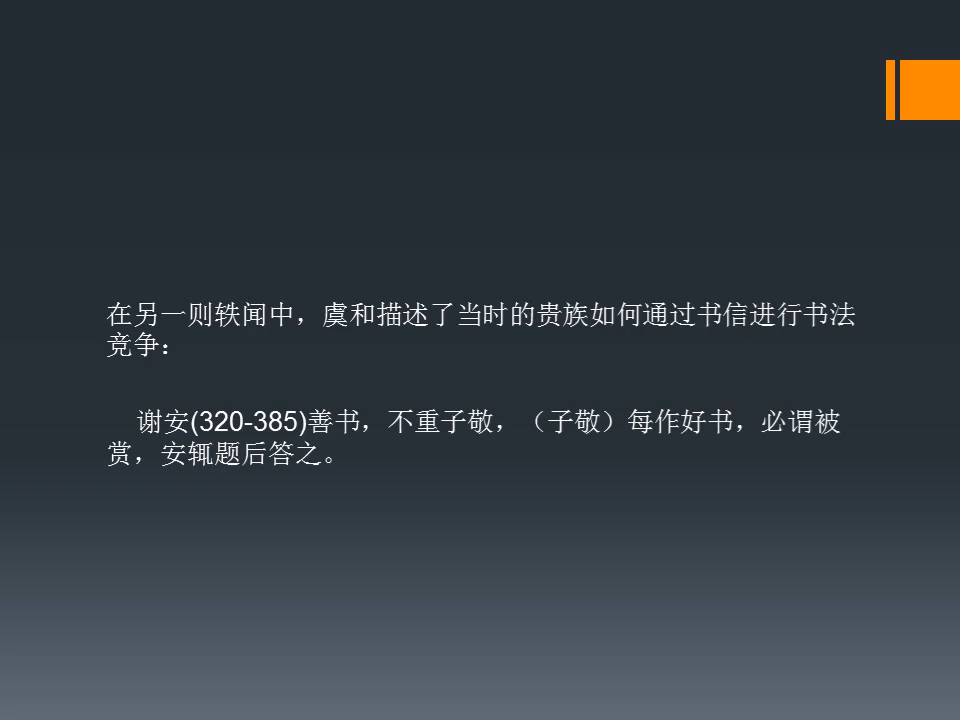 在另一则轶闻中，虞和描述了当时的贵族如何通过书信进行书法
竞争：
谢安(320-385)善书，不重子敬，（子敬）每作好书，必谓被
赏，安辄题后答之。